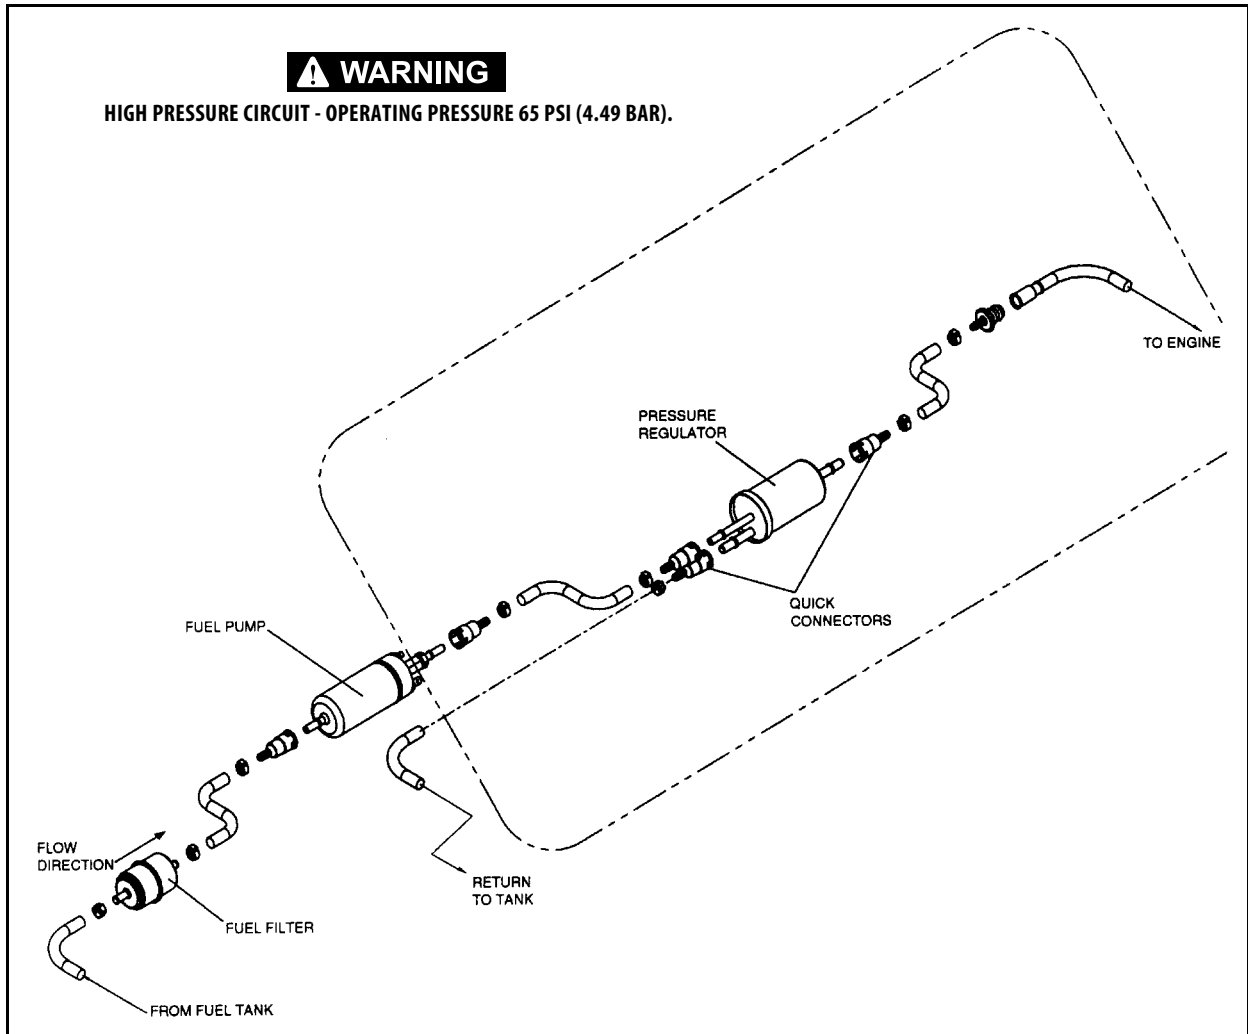 WARNING
HIGH PRESSURE CIRCUIT - OPERATING PRESSURE 65 PSI (4.49 BAR).
TO ENGINE
PRESSURE
REGULATOR
QUICK
CONNECTORS
FUEL PUMP
FLOW
DIRECTION
RETURN
TO TANK
FUEL FILTER
FROM FUEL TANK